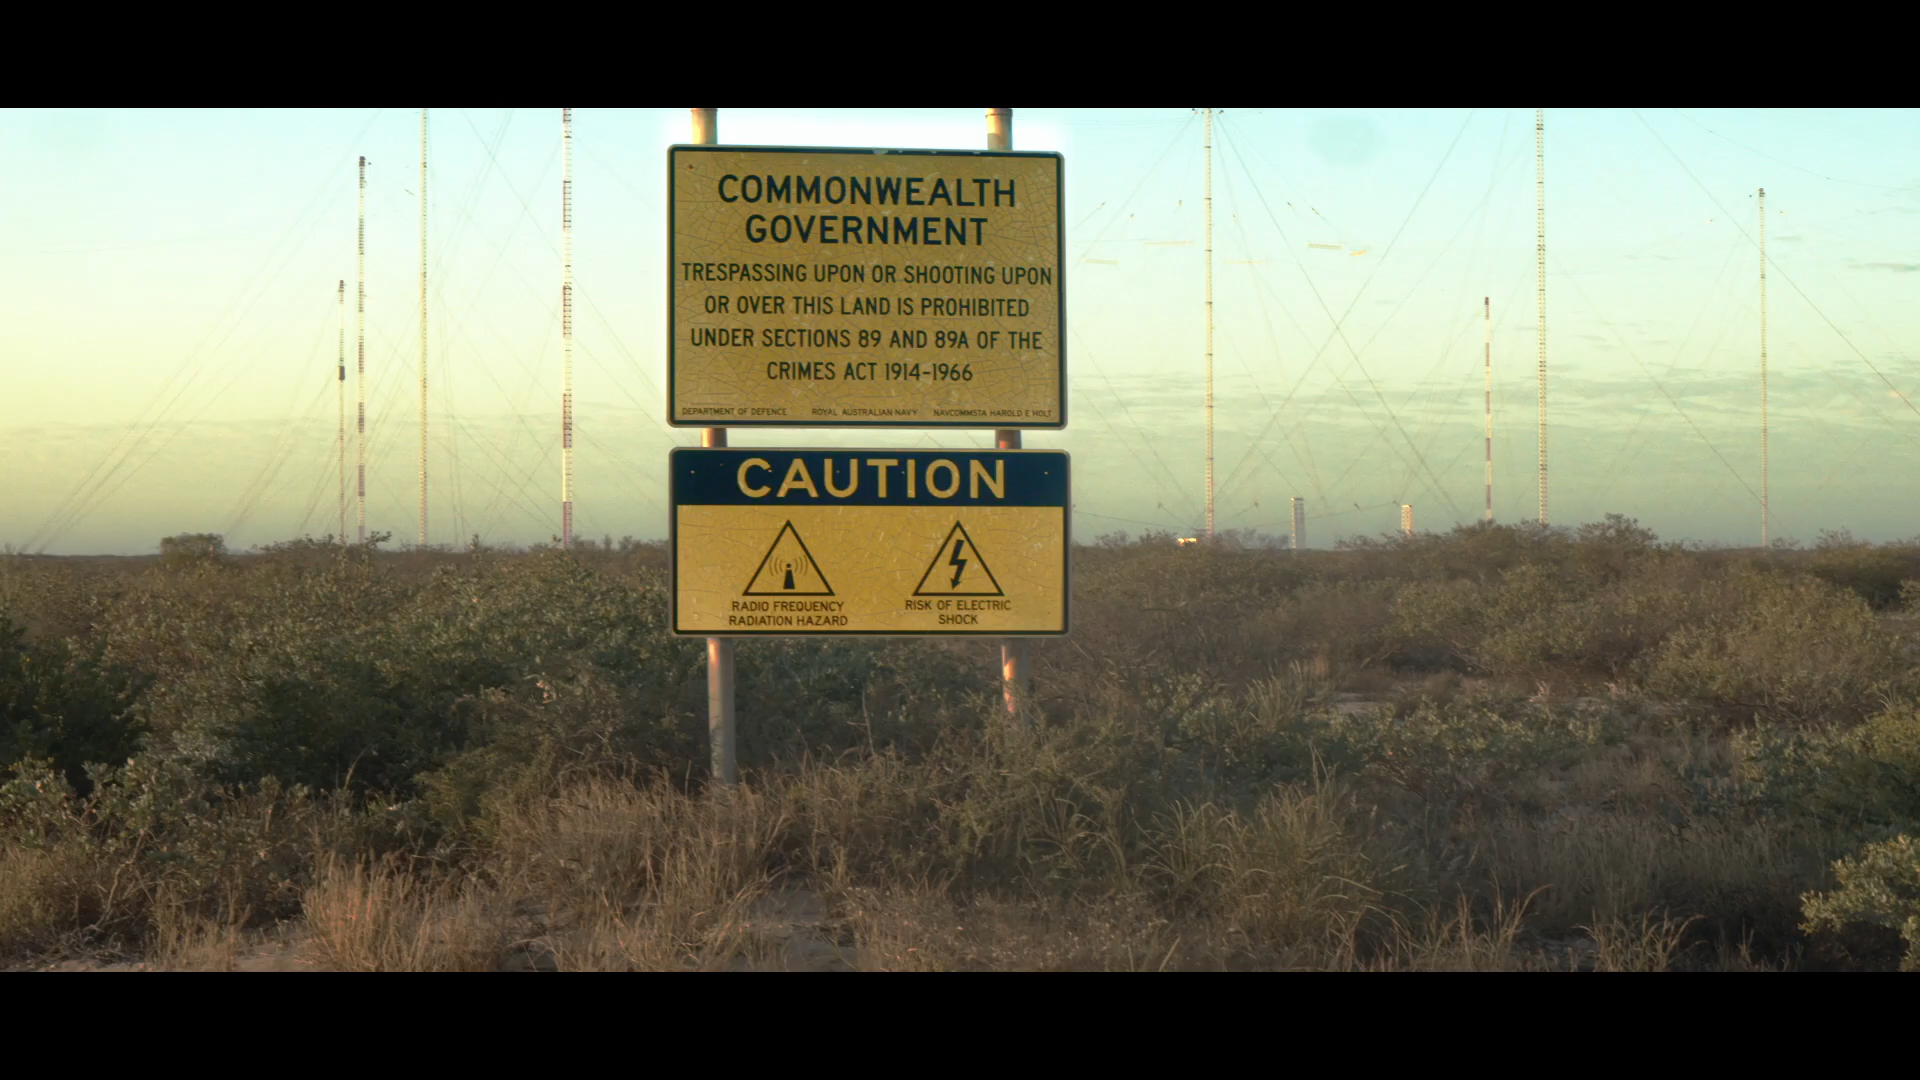 COMMONWEALTH
GOVERNMENT
TRESPASSING UPON OR SHOOTING UPON
OR OVER THIS LAND IS PROHIBITED
UNDER SECTIONS 89 AND 89A OF THE
CRIMES ACT 1914-1966
DEPARTMENT OF DEFENCE ROYAL AUSTRALIAN NAVY NAVCOMMSTA HAROLD E HOLT
CAUTION
RADIO FREQUENCY
RADIATION HAZARD
RISK OF ELECTRIC
SHOCK